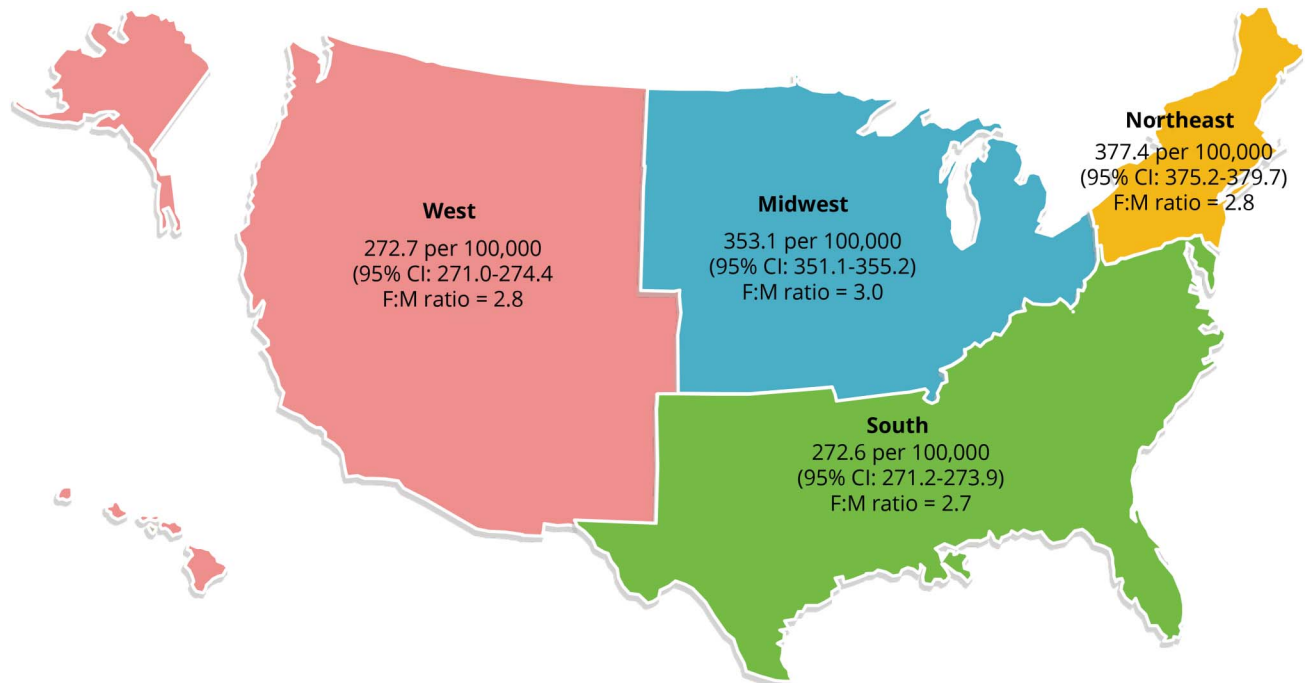 Northeast
377.4 per 100,000
(95% CI: 375.2-379.7)
F:M ratio = 2.8
West
272.7 per 100,000
(95% CI: 271.0-274.4
F:M ratio = 2.8
Midwest
353.1 per 100,000
(95% CI: 351.1-355.2)
F:M ratio = 3.0
South
272.6 per 100,000
(95% CI: 271.2-273.9)
F:M ratio = 2.7